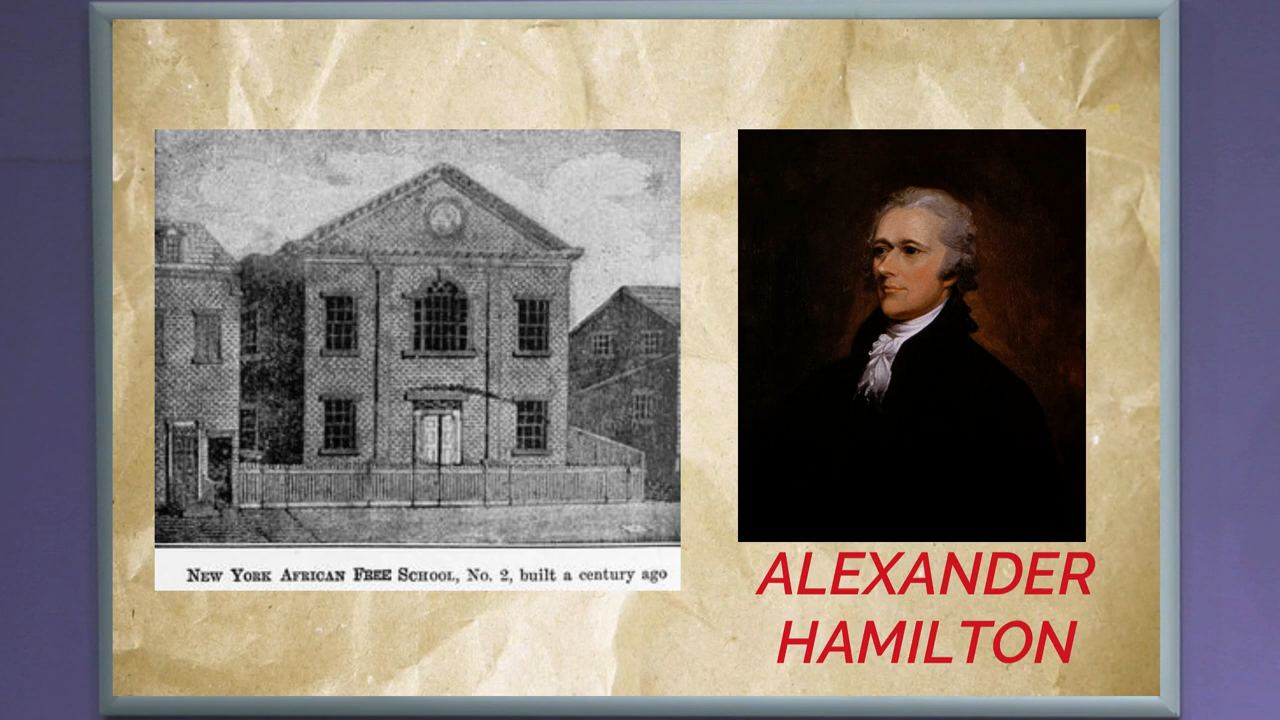 New York African Free School, No. 2, built a century ago
ALEXANDER
HAMILTON